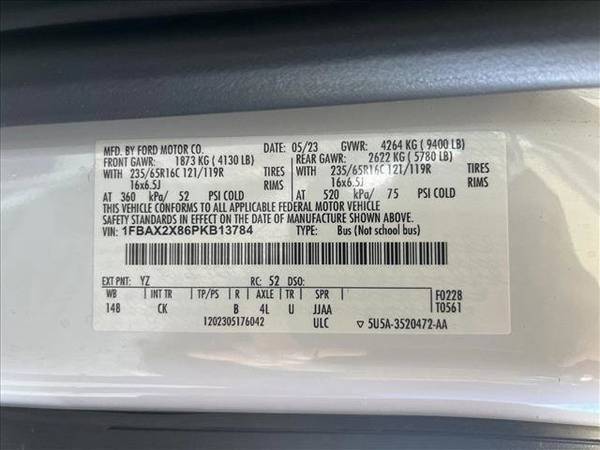 MFD. BY FORD MOTOR CO. DATE: 05/23 GVWR: 4264 KG ( 9400 LB)
FRONT GAWR: 1873 KG ( 4130 LB) REAR GAWR: 2622 KG ( 5780 LB)
WITH 235/65R16C 121/119R TIRES WITH 235/65R16C 121/119R TIRES
16x6.5J RIMS 16x6.5J RIMS
AT 360 kPa/ 52 PSI COLD AT 520 kPa/ 75 PSI COLD
THIS VEHICLE CONFORMS TO ALL APPLICABLE FEDERAL MOTOR VEHICLE
SAFETY STANDARDS IN EFFECT ON THE DATE OF MANUFACTURE SHOWN ABOVE.
VIN: 1FBAX2X86PKB13784 TYPE: Bus (Not school bus)
EXT PNT: YZ RC: 52 DSO:
WB INT TR TP/PS R AXLE TR SPR F0228
148 CK B 4L U JJAA T0561
1202305176042 ULC ▽ 5U5A-3520472-AA